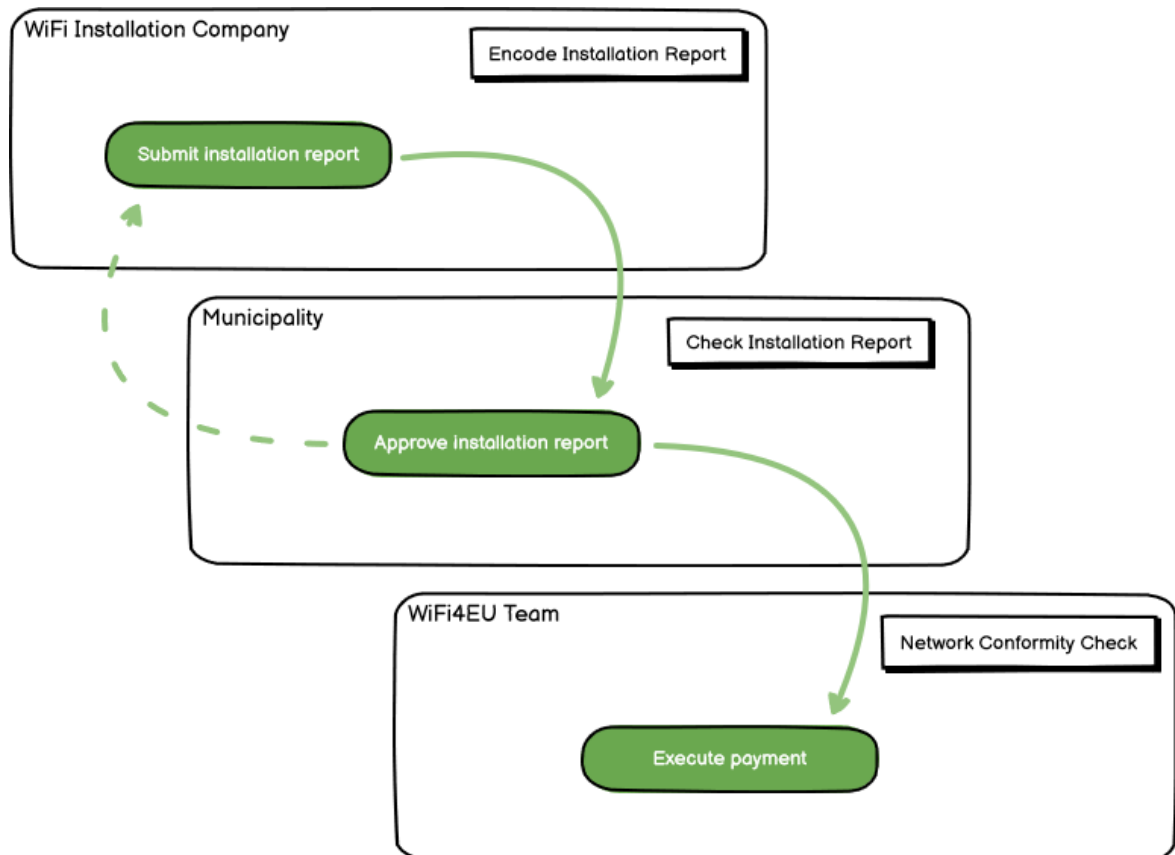 WiFi Installation Company
Encode Installation Report
Submit installation report
Municipality
Check Installation Report
Approve installation report
WiFi4EU Team
Network Conformity Check
Execute payment